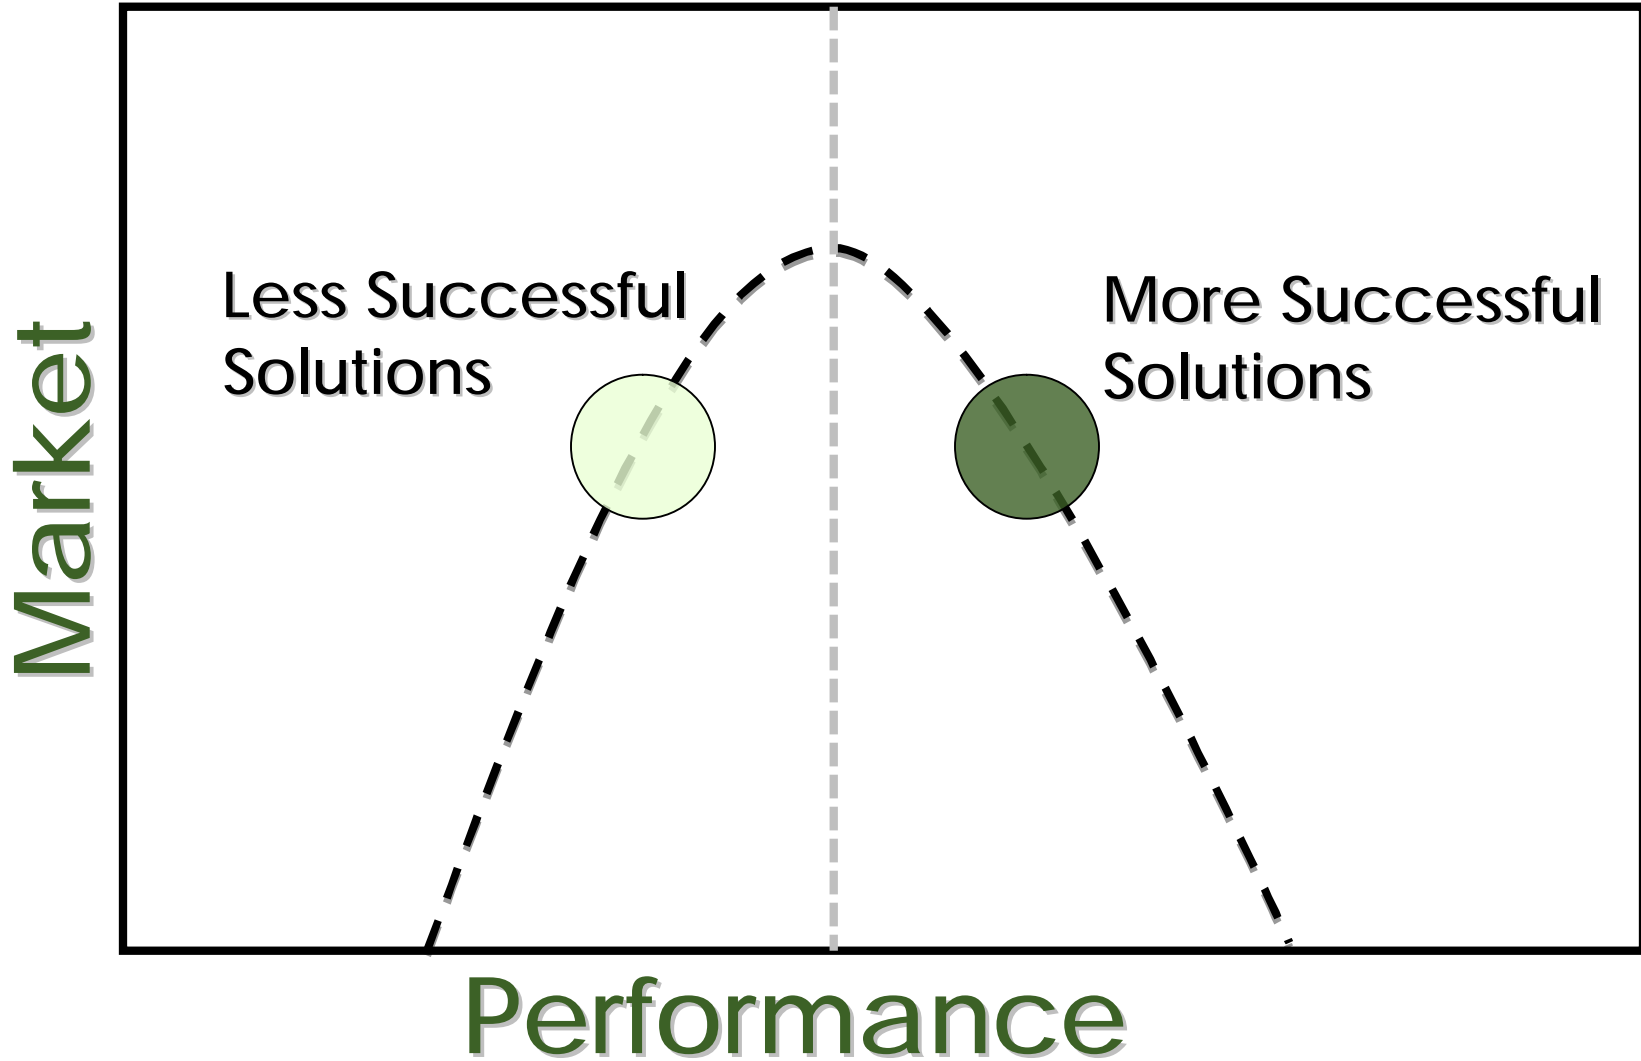 Less Successful
Solutions
More Successful
Solutions
Market
Performance